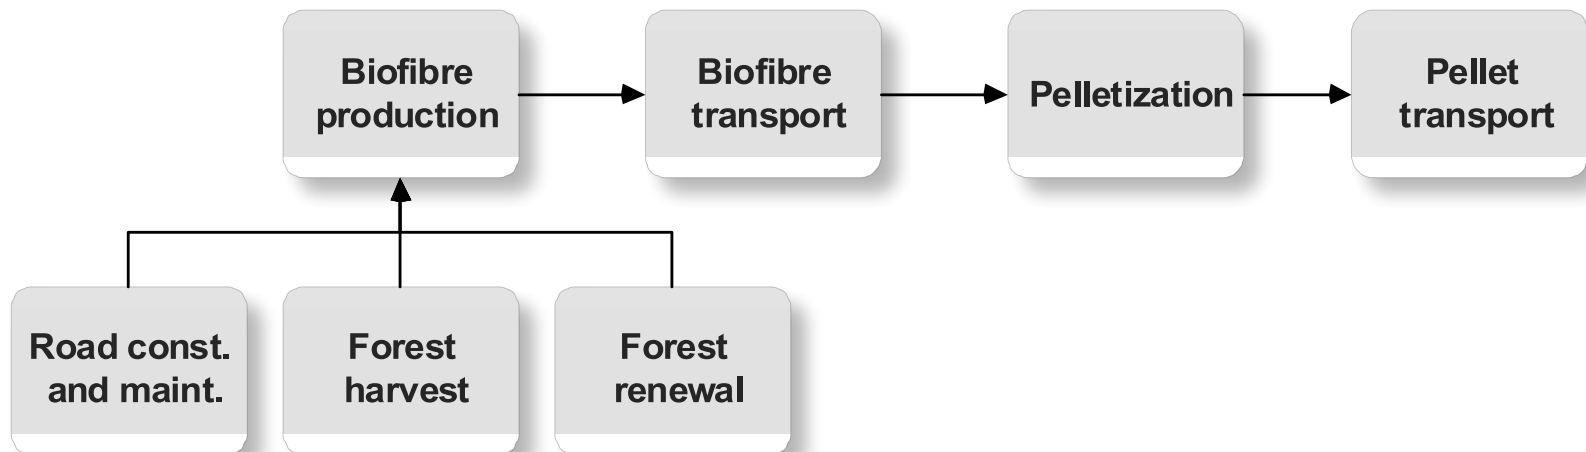 Biofibre
production
Biofibre
transport
Pelletization
Pellet
transport
Road const.
and maint.
Forest
harvest
Forest
renewal